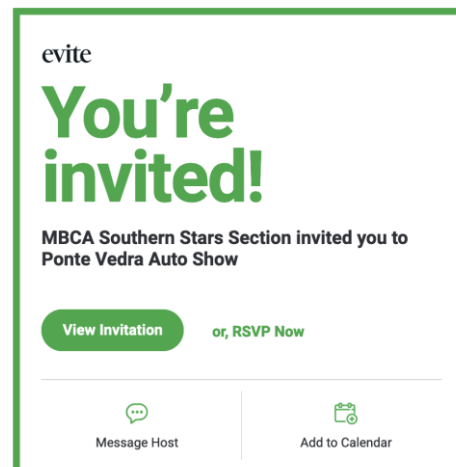 evite
You’re
invited!
MBCA Southern Stars Section invited you to
Ponte Vedra Auto Show
View Invitation
or, RSVP Now
Message Host
Add to Calendar